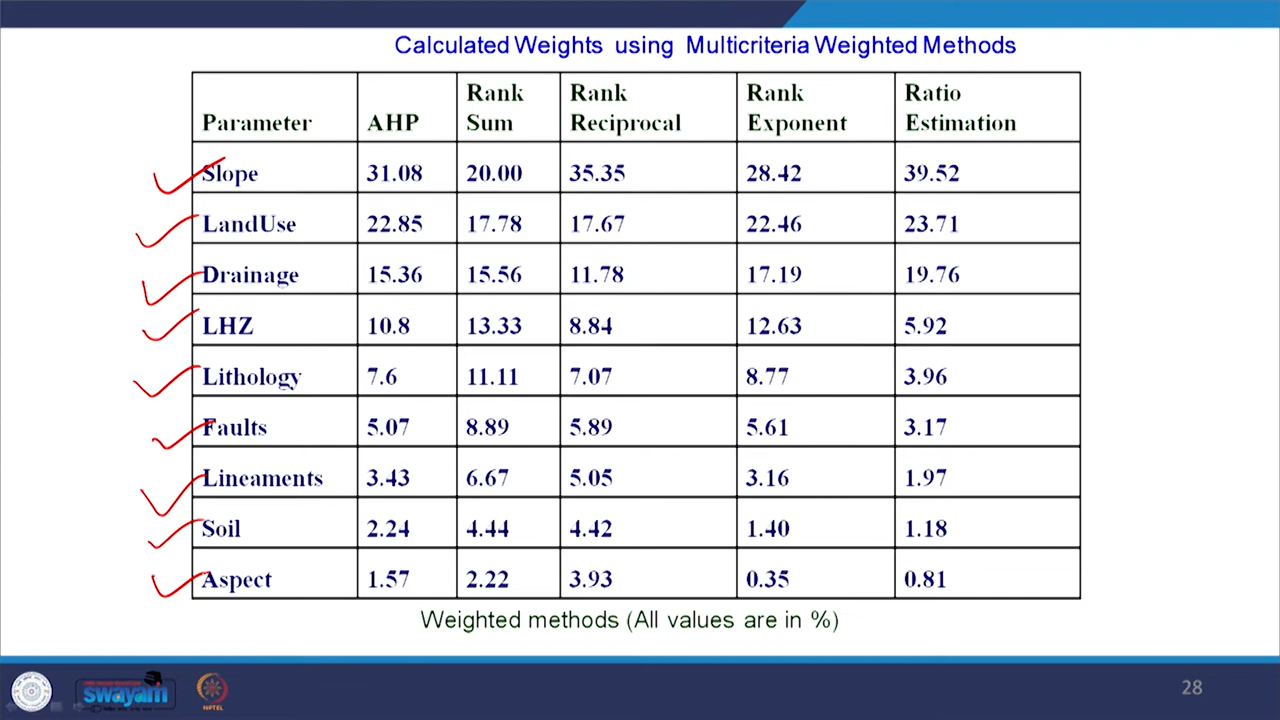 Calculated Weights using Multicriteria Weighted Methods
Parameter AHP Rank Sum Rank Reciprocal Rank Exponent Ratio Estimation
Slope 31.08 20.00 35.35 28.42 39.52
LandUse 22.85 17.78 17.67 22.46 23.71
Drainage 15.36 15.56 11.78 17.19 19.76
LHZ 10.8 13.33 8.84 12.63 5.92
Lithology 7.6 11.11 7.07 8.77 3.96
Faults 5.07 8.89 5.89 5.61 3.17
Lineaments 3.43 6.67 5.05 3.16 1.97
Soil 2.24 4.44 4.42 1.40 1.18
Aspect 1.57 2.22 3.93 0.35 0.81
Weighted methods (All values are in %)
swayam
NPTEL
28